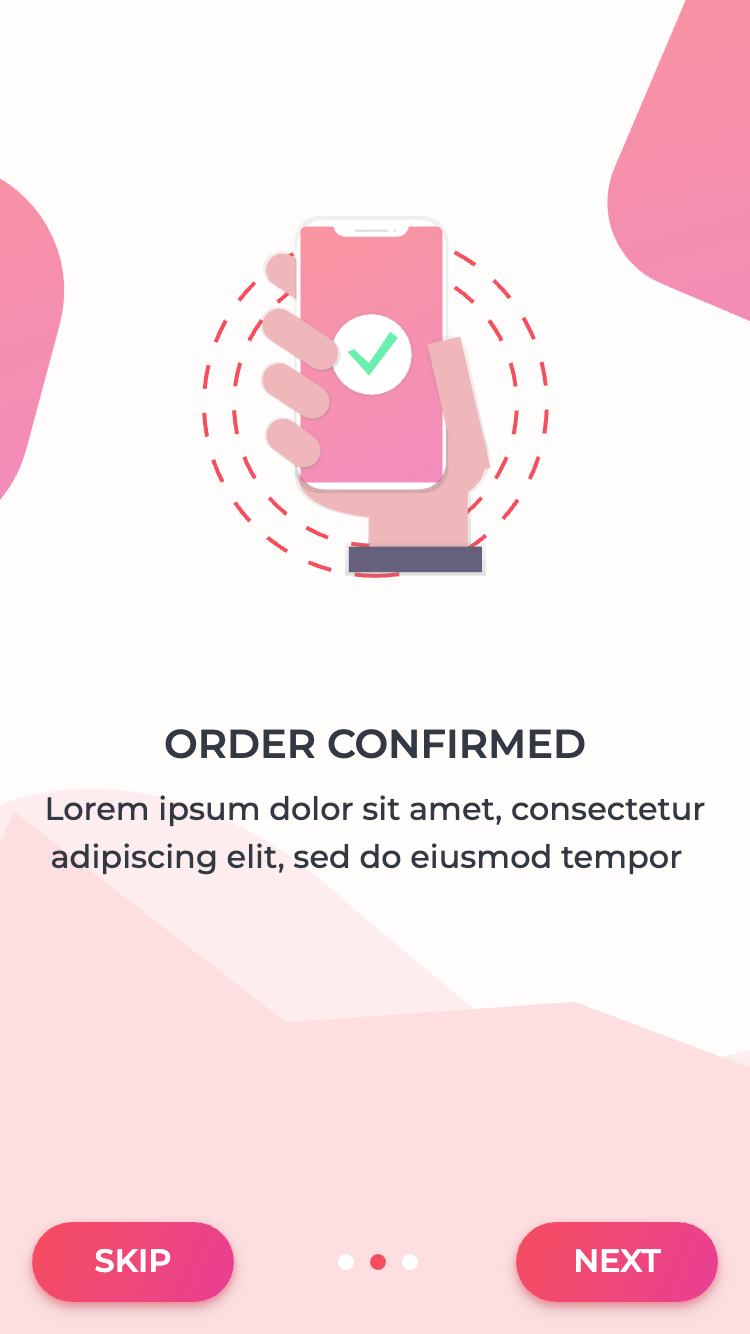 ORDER CONFIRMED
Lorem ipsum dolor sit amet, consectetur
adipiscing elit, sed do eiusmod tempor
SKIP
NEXT